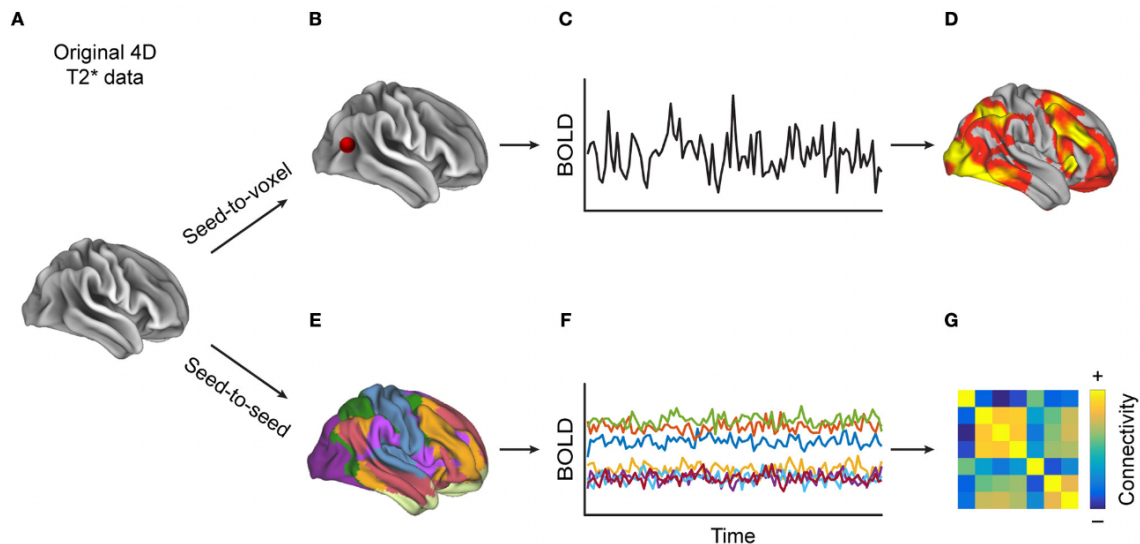 A
B
C
D
Original 4D
T2* data
Seed-to-voxel
BOLD
Seed-to-seed
E
F
G
BOLD
Time
+
Connectivity
–